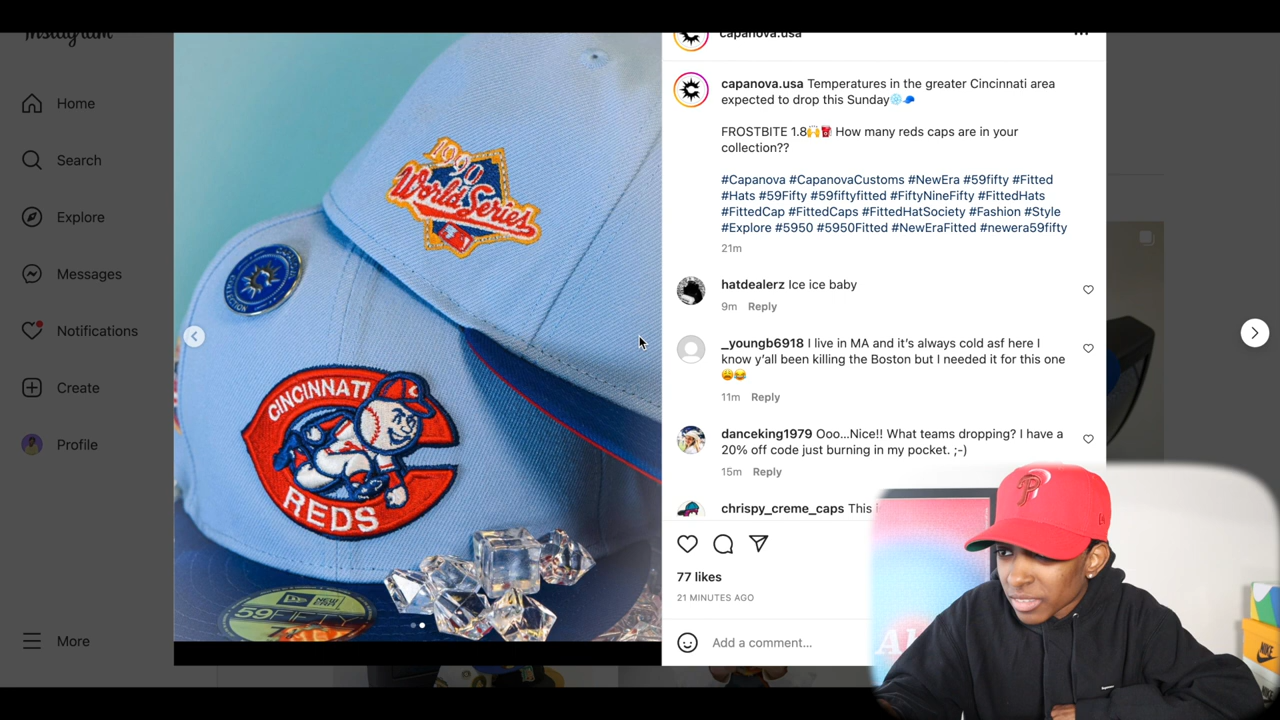 Instagram
Home
Search
Explore
Messages
Notifications
Create
Profile
More
1990
World Series
CINCINNATI
REDS
NEW ERA
59FIFTY
7
capanova.usa
capanova.usa Temperatures in the greater Cincinnati area
expected to drop this Sunday❄️🧢
FROSTBITE 1.8🙌🥤 How many reds caps are in your
collection??
#Capanova #CapanovaCustoms #NewEra #59fifty #Fitted
#Hats #59Fifty #59fiftyfitted #FiftyNineFifty #FittedHats
#FittedCap #FittedCaps #FittedHatSociety #Fashion #Style
#Explore #5950 #5950Fitted #NewEraFitted #newera59fifty
21m
hatdealerz Ice ice baby
9m Reply
_youngb6918 I live in MA and it's always cold asf here I
know y'all been killing the Boston but I needed it for this one
😩😂
11m Reply
danceking1979 Ooo...Nice!! What teams dropping? I have a
20% off code just burning in my pocket. ;-)
15m Reply
chrispy_creme_caps This
77 likes
21 MINUTES AGO
Add a comment...
P
NIKE